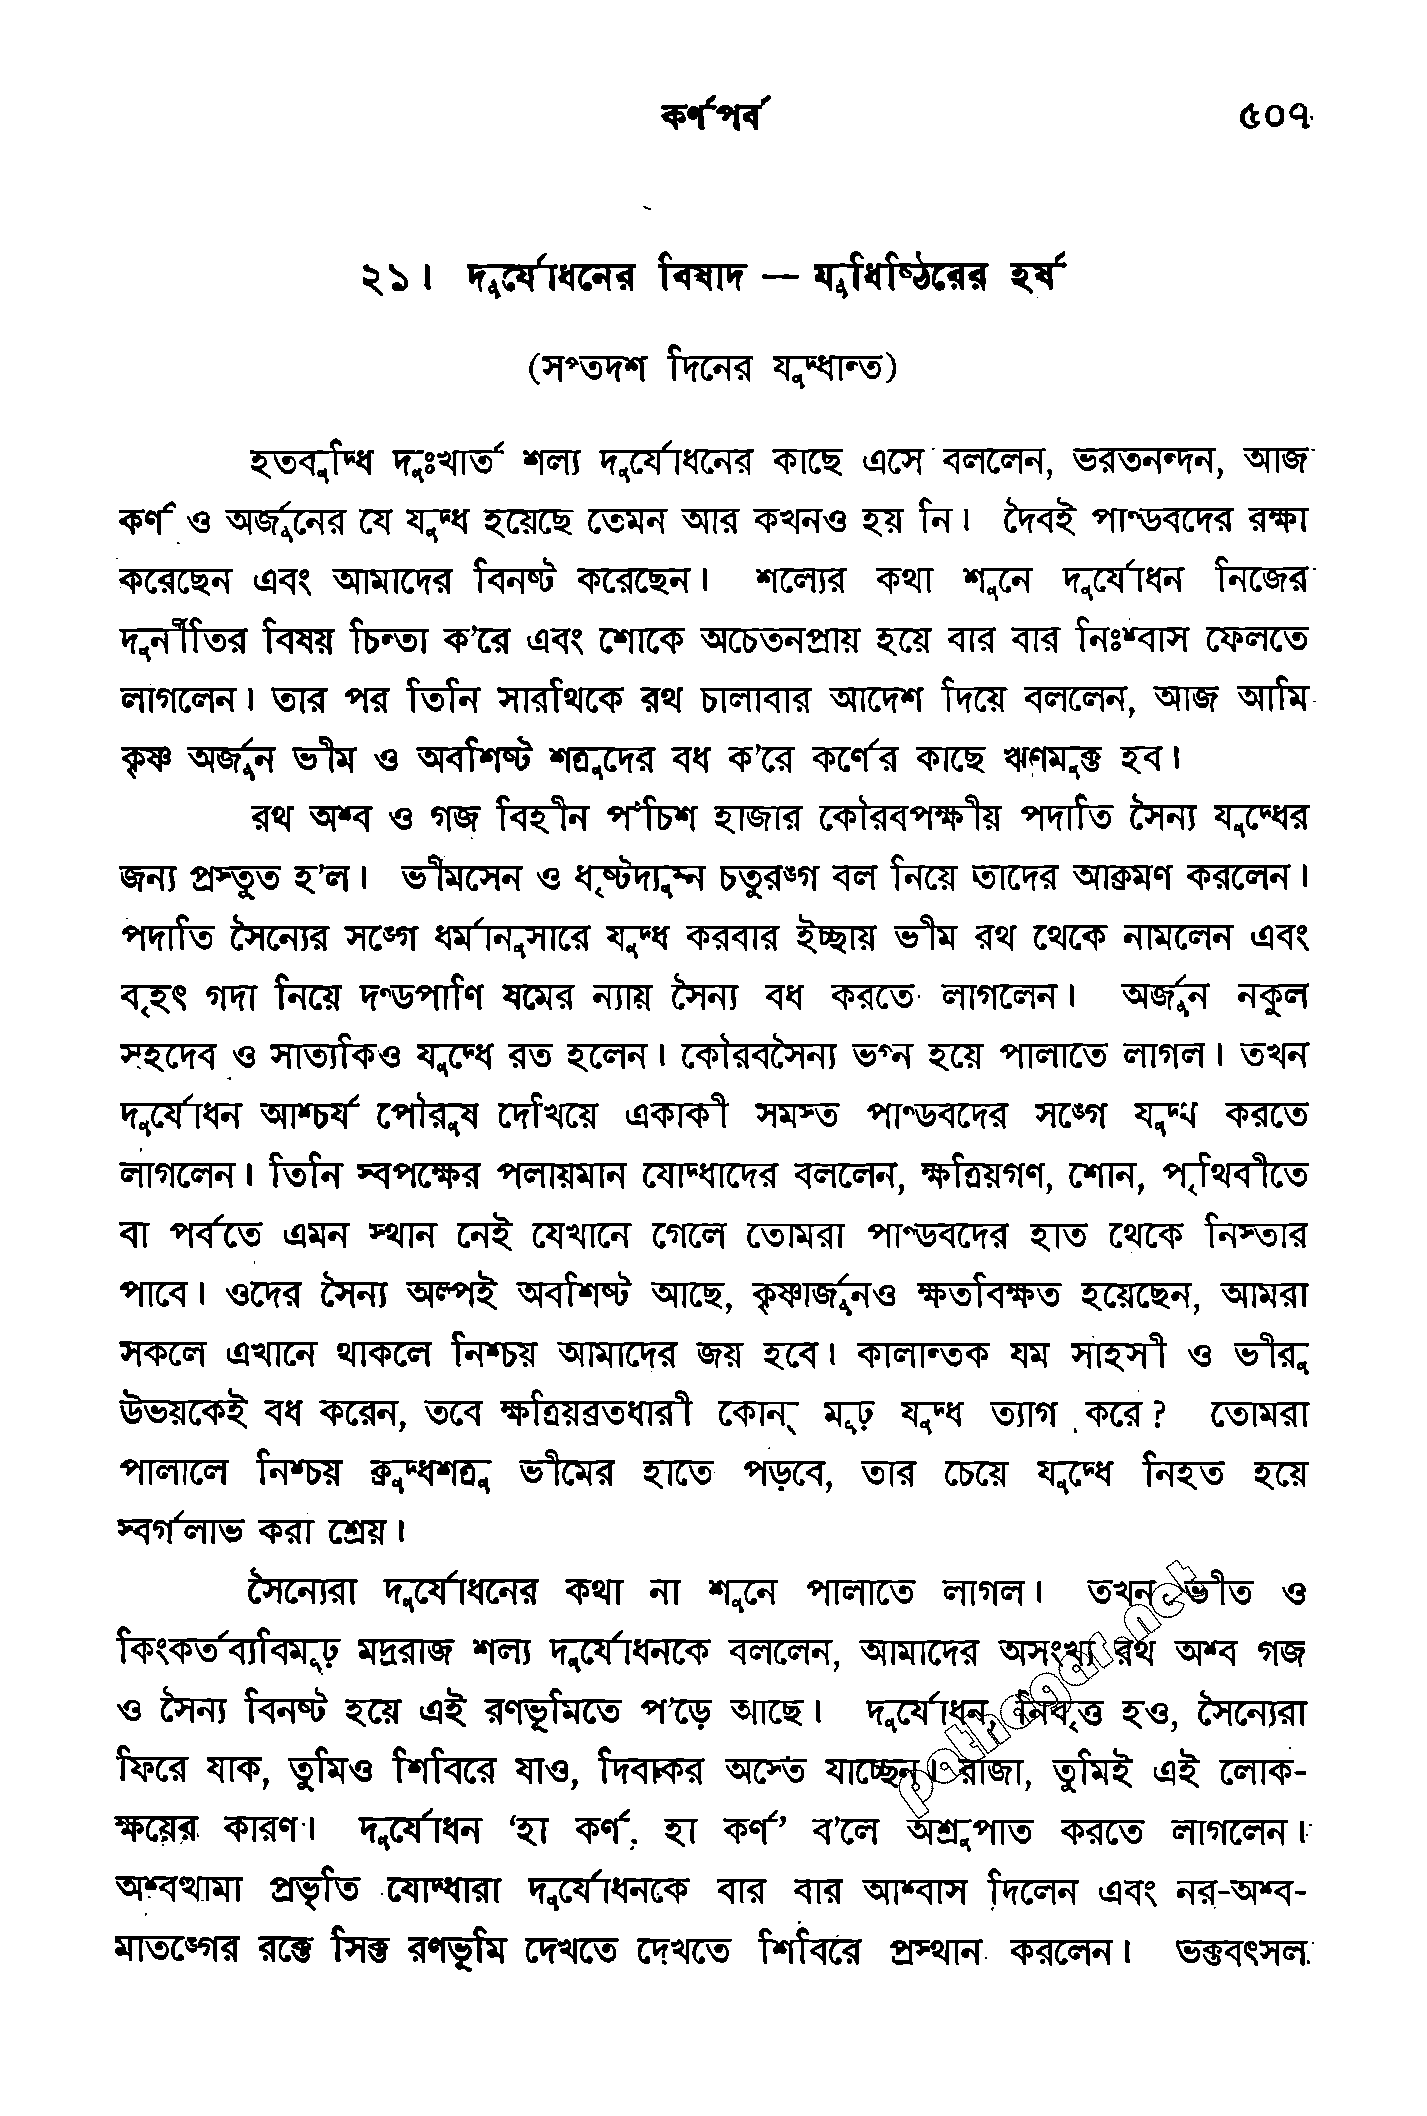 কর্ণপর্ব ৫০৭
২১। দুর্যোধনের বিষাদ — যুধিষ্ঠিরের হর্ষ
(সপ্তদশ দিনের যুদ্ধান্ত)
হতবুদ্ধি দুঃখার্ত শল্য দুর্যোধনের কাছে এসে বললেন, ভরতনন্দন, আজ
কর্ণ ও অর্জুনের যে যুদ্ধ হয়েছে তেমন আর কখনও হয় নি। দৈবই পাণ্ডবদের রক্ষা
করেছেন এবং আমাদের বিনষ্ট করেছেন। শল্যের কথা শুনে দুর্যোধন নিজের
দুর্নীতির বিষয় চিন্তা ক'রে এবং শোকে অচেতনপ্রায় হয়ে বার বার নিঃশ্বাস ফেলতে
লাগলেন। তার পর তিনি সারথিকে রথ চালাবার আদেশ দিয়ে বললেন, আজ আমি
কৃষ্ণ অর্জুন ভীম ও অবশিষ্ট শত্রুদের বধ ক'রে কর্ণের কাছে ঋণমুক্ত হব।
রথ অশ্ব ও গজ বিহীন পঁচিশ হাজার কৌরবপক্ষীয় পদাতি সৈন্য যুদ্ধের
জন্য প্রস্তুত হ'ল। ভীমসেন ও ধৃষ্টদ্যুম্ন চতুরঙ্গ বল নিয়ে তাদের আক্রমণ করলেন।
পদাতি সৈন্যের সঙ্গে ধর্মানুসারে যুদ্ধ করবার ইচ্ছায় ভীম রথ থেকে নামলেন এবং
বৃহৎ গদা নিয়ে দণ্ডপাণি যমের ন্যায় সৈন্য বধ করতে লাগলেন। অর্জুন নকুল
সহদেব ও সাত্যকিও যুদ্ধে রত হলেন। কৌরবসৈন্য ভগ্ন হয়ে পালাতে লাগল। তখন
দুর্যোধন আশ্চর্য পৌরুষ দেখিয়ে একাকী সমস্ত পাণ্ডবদের সঙ্গে যুদ্ধ করতে
লাগলেন। তিনি স্বপক্ষের পলায়মান যোদ্ধাদের বললেন, ক্ষত্রিয়গণ, শোন, পৃথিবীতে
বা পর্বতে এমন স্থান নেই যেখানে গেলে তোমরা পাণ্ডবদের হাত থেকে নিস্তার
পাবে। ওদের সৈন্য অল্পই অবশিষ্ট আছে, কৃষ্ণার্জুনও ক্ষতবিক্ষত হয়েছেন, আমরা
সকলে এখানে থাকলে নিশ্চয় আমাদের জয় হবে। কালান্তক যম সাহসী ও ভীরু
উভয়কেই বধ করেন, তবে ক্ষত্রিয়ব্রতধারী কোন্ মূঢ় যুদ্ধ ত্যাগ করে? তোমরা
পালালে নিশ্চয় ক্রুদ্ধশত্রু ভীমের হাতে পড়বে, তার চেয়ে যুদ্ধে নিহত হয়ে
স্বর্গলাভ করা শ্রেয়।
সৈন্যেরা দুর্যোধনের কথা না শুনে পালাতে লাগল। তখন ভীত ও
কিংকর্তব্যবিমূঢ় মদ্ররাজ শল্য দুর্যোধনকে বললেন, আমাদের অসংখ্য রথ অশ্ব গজ
ও সৈন্য বিনষ্ট হয়ে এই রণভূমিতে প'ড়ে আছে। দুর্যোধন, নিবৃত্ত হও, সৈন্যেরা
ফিরে যাক, তুমিও শিবিরে যাও, দিবাকর অস্তে যাচ্ছেন। রাজা, তুমিই এই লোক-
ক্ষয়ের কারণ। দুর্যোধন 'হা কর্ণ, হা কর্ণ' ব'লে অশ্রুপাত করতে লাগলেন।
অশ্বত্থামা প্রভৃতি যোদ্ধারা দুর্যোধনকে বার বার আশ্বাস দিলেন এবং নর-অশ্ব-
মাতঙ্গের রক্তে সিক্ত রণভূমি দেখতে দেখতে শিবিরে প্রস্থান করলেন। ভক্তবৎসল
pathagar.net